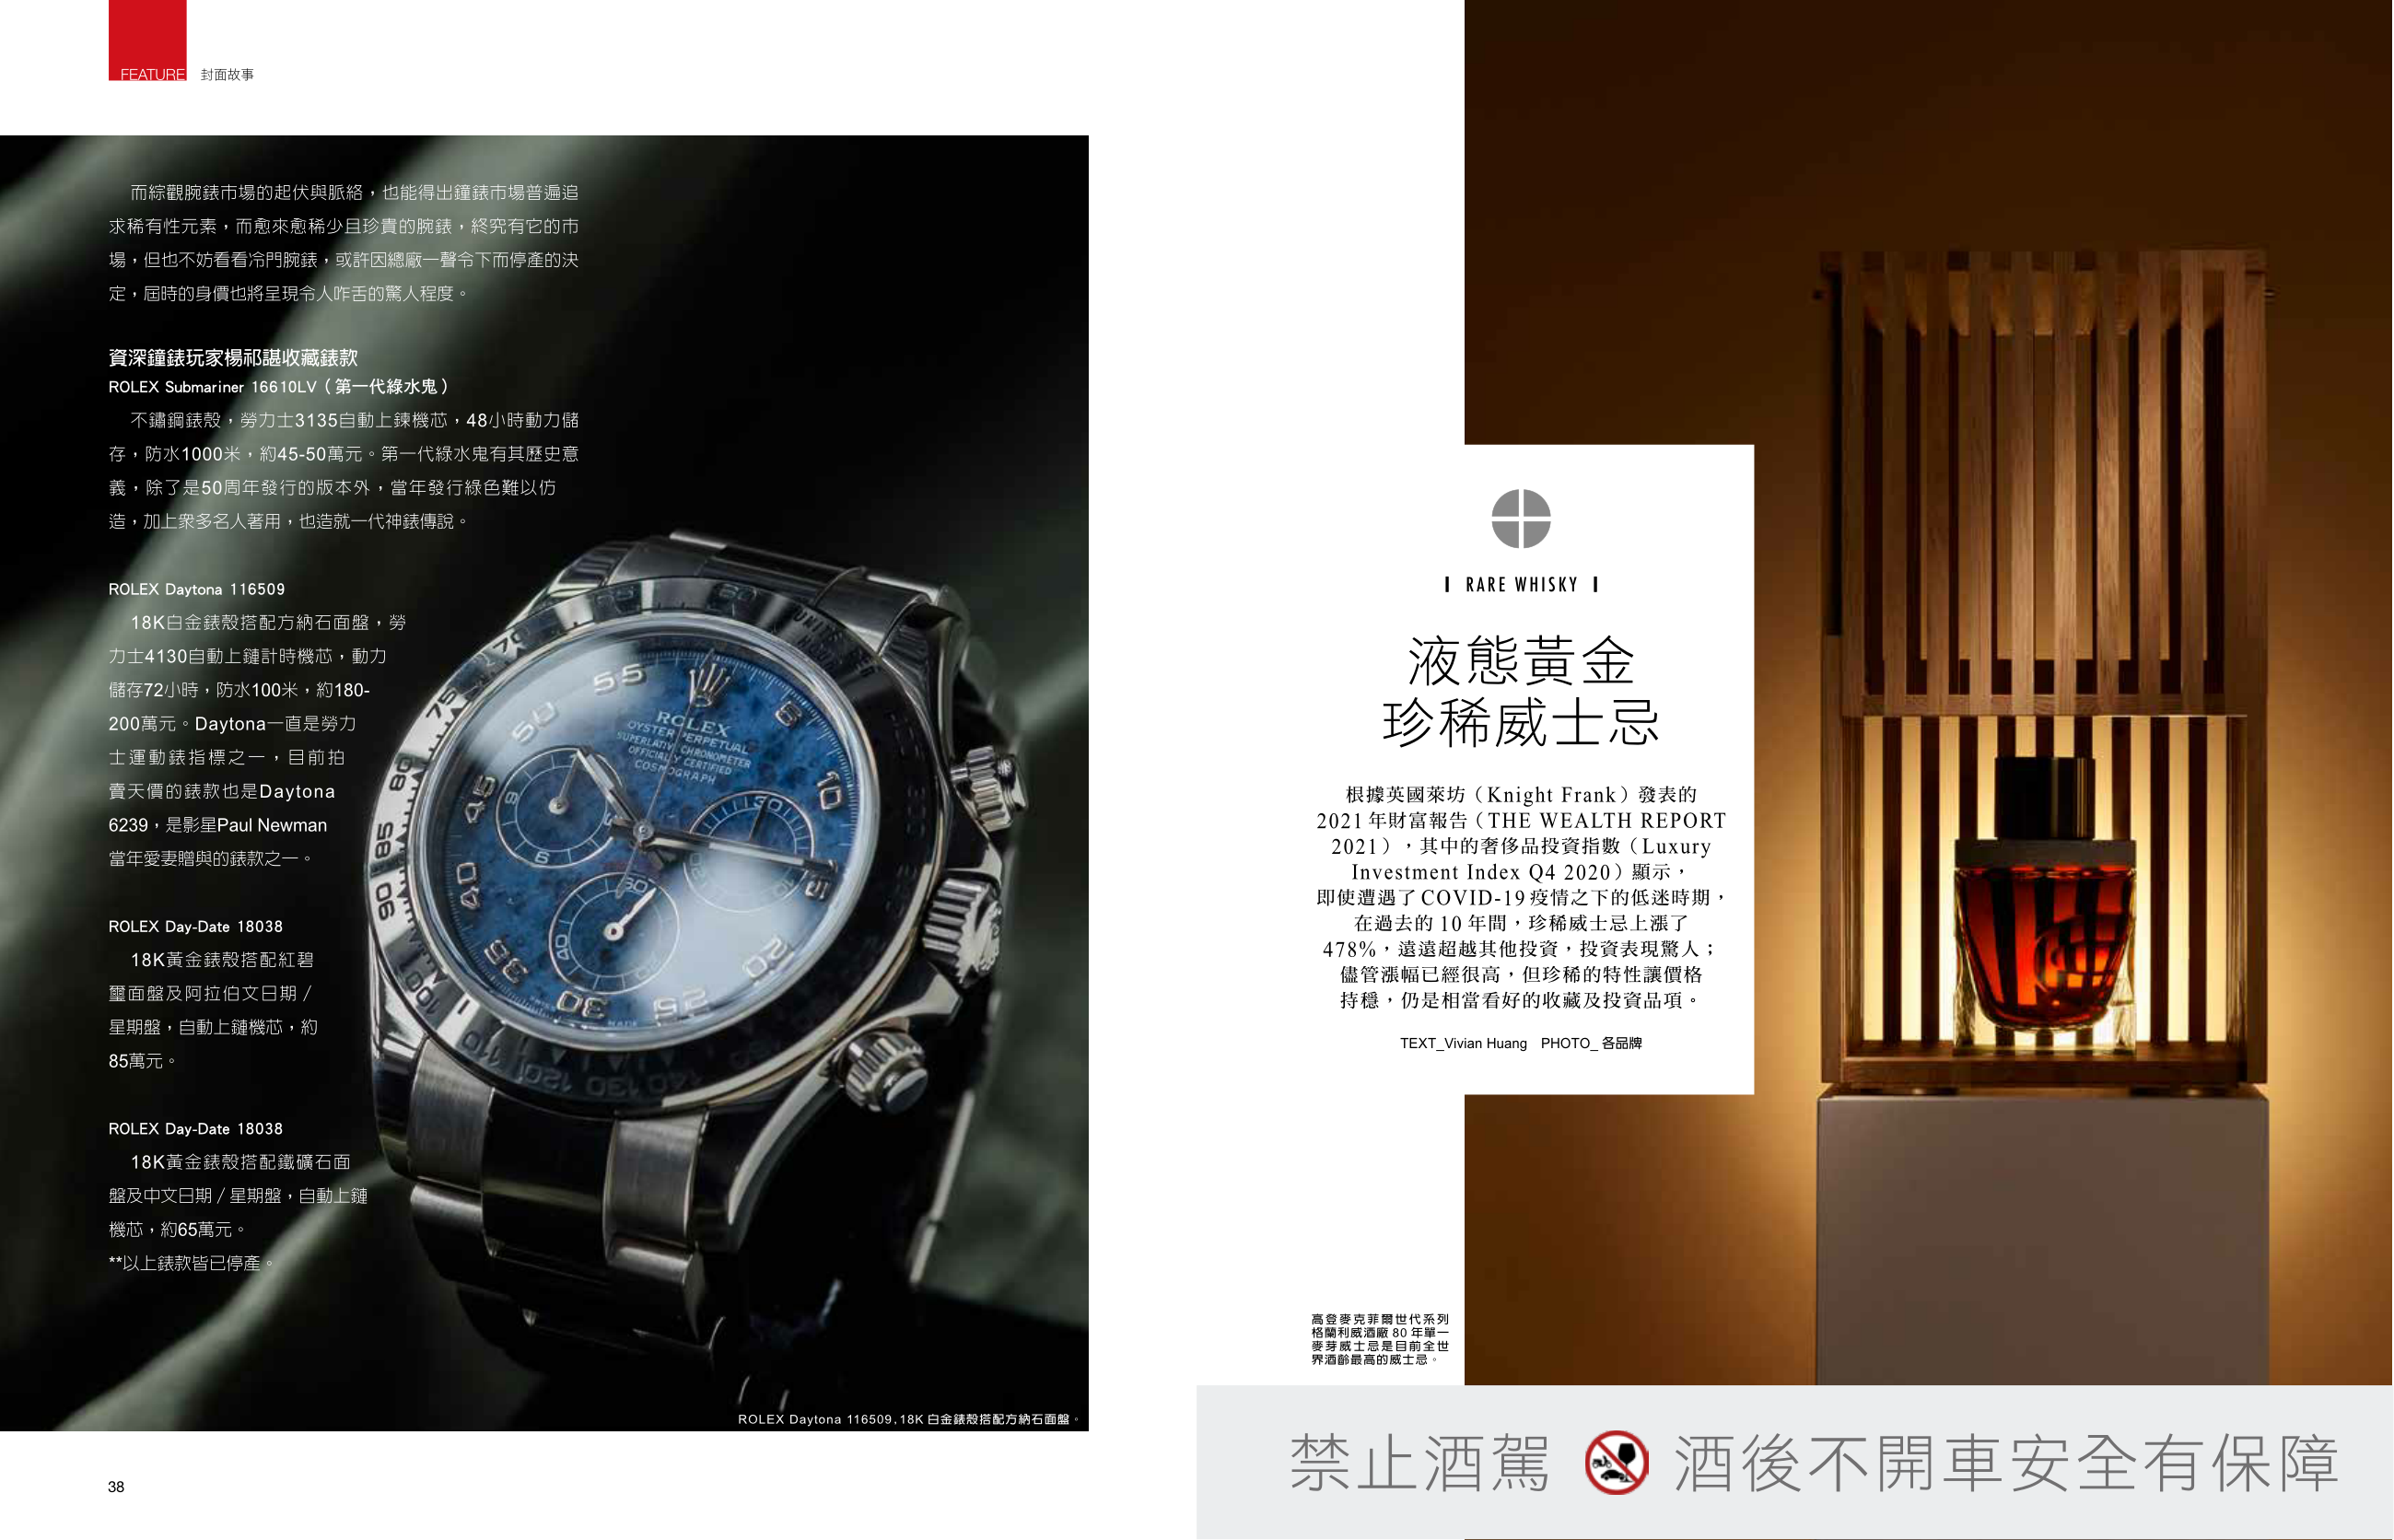 FEATURE 封面故事
而綜觀腕錶市場的起伏與脈絡，也能得出鐘錶市場普遍追
求稀有性元素，而愈來愈稀少且珍貴的腕錶，終究有它的市
場，但也不妨看看冷門腕錶，或許因總廠一聲令下而停產的決
定，屆時的身價也將呈現令人咋舌的驚人程度。
資深鐘錶玩家楊祁諶收藏錶款
ROLEX Submariner 16610LV（第一代綠水鬼）
不鏽鋼錶殼，勞力士3135自動上鍊機芯，48小時動力儲
存，防水1000米，約45-50萬元。第一代綠水鬼有其歷史意
義，除了是50周年發行的版本外，當年發行綠色難以仿
造，加上眾多名人著用，也造就一代神錶傳說。
ROLEX Daytona 116509
18K白金錶殼搭配方納石面盤，勞
力士4130自動上鏈計時機芯，動力
儲存72小時，防水100米，約180-
200萬元。Daytona一直是勞力
士運動錶指標之一，目前拍
賣天價的錶款也是Daytona
6239，是影星Paul Newman
當年愛妻贈與的錶款之一。
ROLEX Day-Date 18038
18K黃金錶殼搭配紅碧
璽面盤及阿拉伯文日期／
星期盤，自動上鏈機芯，約
85萬元。
ROLEX Day-Date 18038
18K黃金錶殼搭配鐵礦石面
盤及中文日期／星期盤，自動上鏈
機芯，約65萬元。
**以上錶款皆已停產。
ROLEX
OYSTER PERPETUAL
SUPERLATIVE CHRONOMETER
OFFICIALLY CERTIFIED
COSMOGRAPH
ROLEX Daytona 116509，18K 白金錶殼搭配方納石面盤。
38
RARE WHISKY
液態黃金
珍稀威士忌
根據英國萊坊（Knight Frank）發表的
2021 年財富報告（THE WEALTH REPORT
2021），其中的奢侈品投資指數（Luxury
Investment Index Q4 2020）顯示，
即使遭遇了 COVID-19 疫情之下的低迷時期，
在過去的 10 年間，珍稀威士忌上漲了
478%，遠遠超越其他投資，投資表現驚人；
儘管漲幅已經很高，但珍稀的特性讓價格
持穩，仍是相當看好的收藏及投資品項。
TEXT_Vivian Huang PHOTO_ 各品牌
高登麥克菲爾世代系列
格蘭利威酒廠 80 年單一
麥芽威士忌是目前全世
界酒齡最高的威士忌。
禁止酒駕 酒後不開車安全有保障